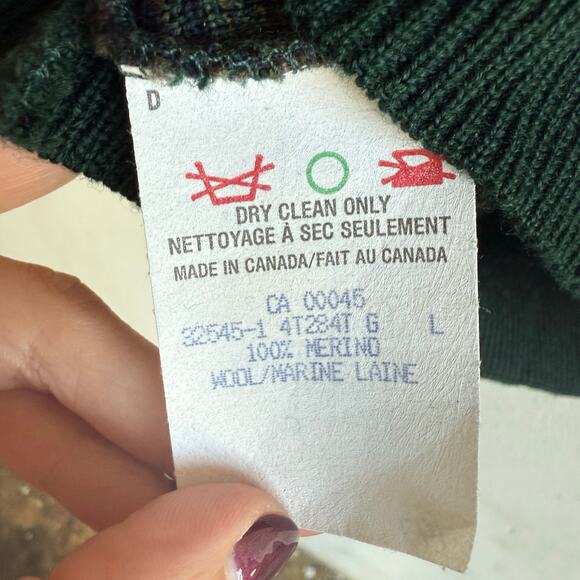 D
DRY CLEAN ONLY
NETTOYAGE À SEC SEULEMENT
MADE IN CANADA/FAIT AU CANADA
CA 00045
32545-1 4T284T G L
100% MERINO
WOOL/MARINE LAINE